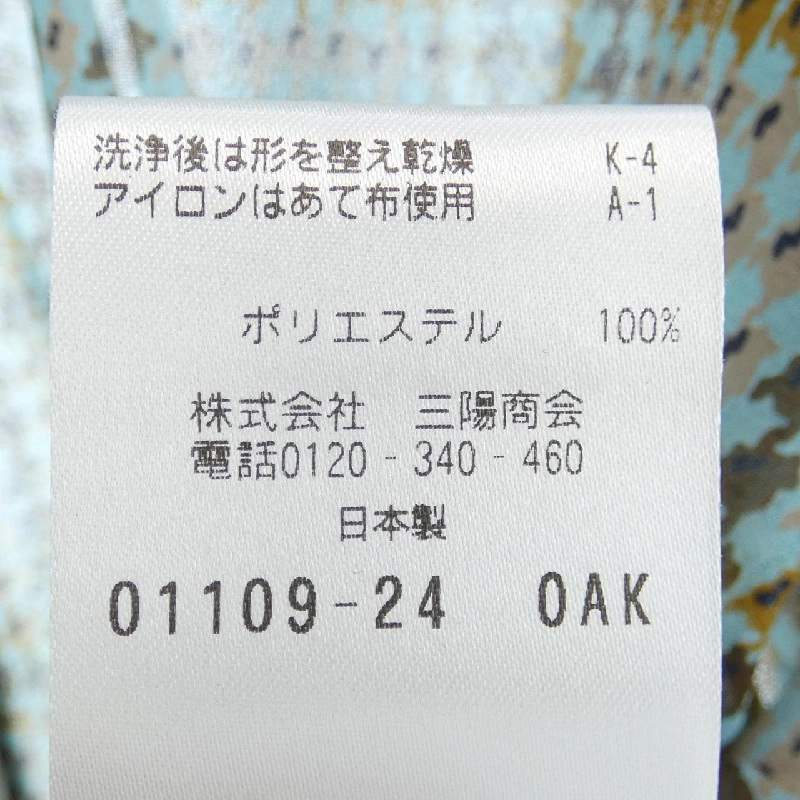 洗浄後は形を整え乾燥 K-4
アイロンはあて布使用 A-1
ポリエステル 100%
株式会社 三陽商会
電話0120-340-460
日本製
01109-24 0AK